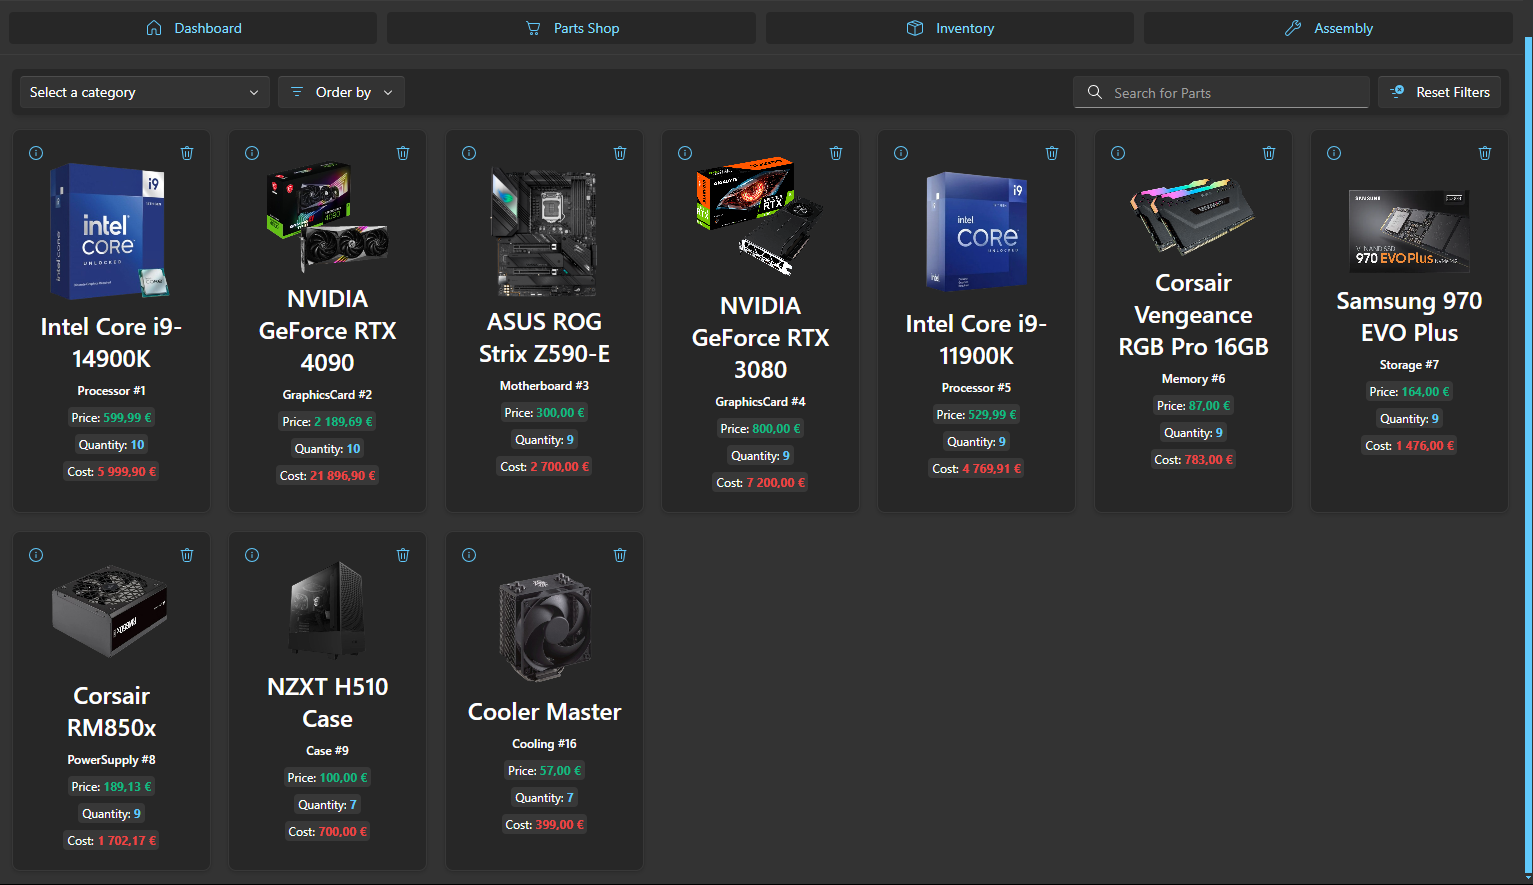 Dashboard
Parts Shop
Inventory
Assembly
Select a category
Order by
Search for Parts
Reset Filters
i9
intel
CORE
UNLOCKED
Intel Core i9-
14900K
Processor #1
Price: 599,99 €
Quantity: 10
Cost: 5 999,90 €
NVIDIA
GeForce RTX
4090
GraphicsCard #2
Price: 2 189,69 €
Quantity: 10
Cost: 21 896,90 €
ASUS ROG
Strix Z590-E
Motherboard #3
Price: 300,00 €
Quantity: 9
Cost: 2 700,00 €
RTX
NVIDIA
GeForce RTX
3080
GraphicsCard #4
Price: 800,00 €
Quantity: 9
Cost: 7 200,00 €
i9
intel
CORE
Intel Core i9-
11900K
Processor #5
Price: 529,99 €
Quantity: 9
Cost: 4 769,91 €
Corsair
Vengeance
RGB Pro 16GB
Memory #6
Price: 87,00 €
Quantity: 9
Cost: 783,00 €
SAMSUNG
V-NAND SSD
970 EVO Plus
Samsung 970
EVO Plus
Storage #7
Price: 164,00 €
Quantity: 9
Cost: 1 476,00 €
RM850x
Corsair
RM850x
PowerSupply #8
Price: 189,13 €
Quantity: 9
Cost: 1 702,17 €
NZXT H510
Case
Case #9
Price: 100,00 €
Quantity: 7
Cost: 700,00 €
Cooler Master
Cooling #16
Price: 57,00 €
Quantity: 7
Cost: 399,00 €